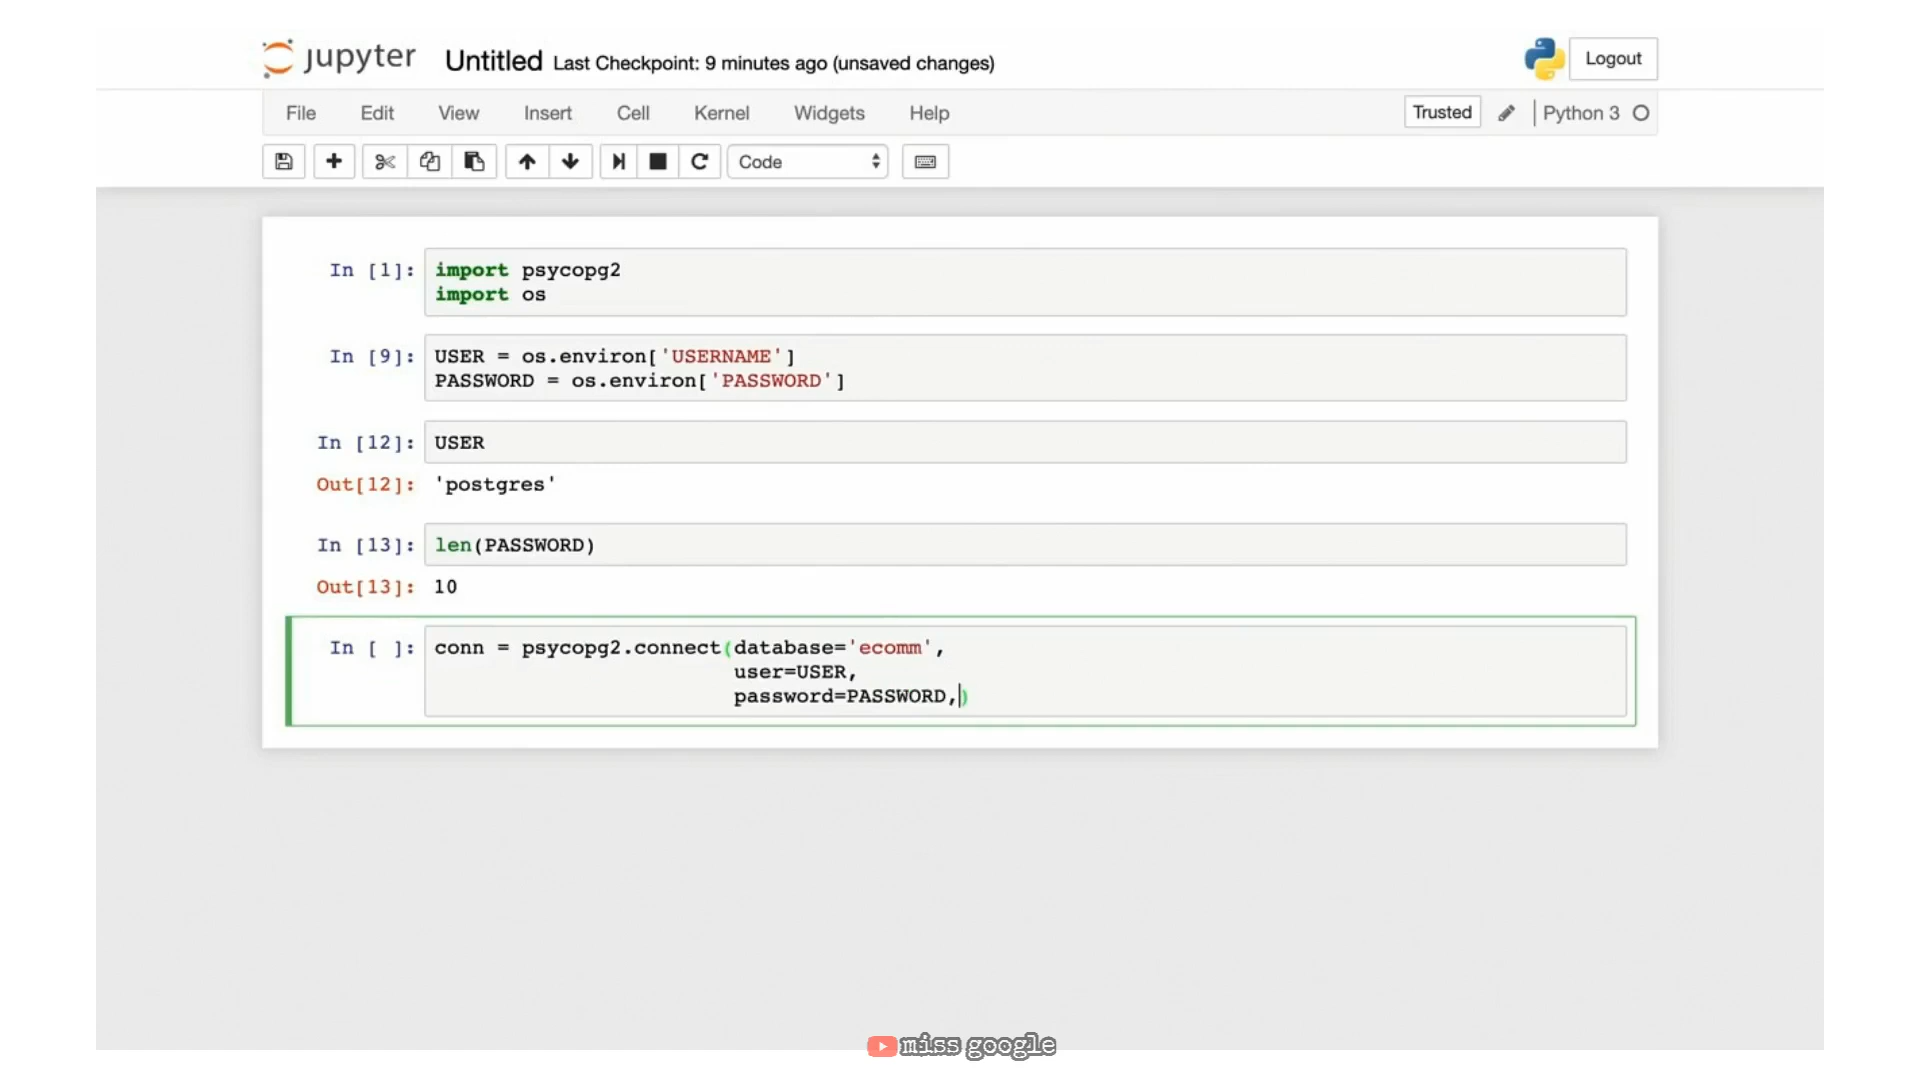 jupyter Untitled Last Checkpoint: 9 minutes ago (unsaved changes) Logout
File Edit View Insert Cell Kernel Widgets Help Trusted Python 3
Code
In [1]: import psycopg2
import os
In [9]: USER = os.environ['USERNAME']
PASSWORD = os.environ['PASSWORD']
In [12]: USER
Out[12]: 'postgres'
In [13]: len(PASSWORD)
Out[13]: 10
In [ ]: conn = psycopg2.connect(database='ecomm',
user=USER,
password=PASSWORD,)
miss google